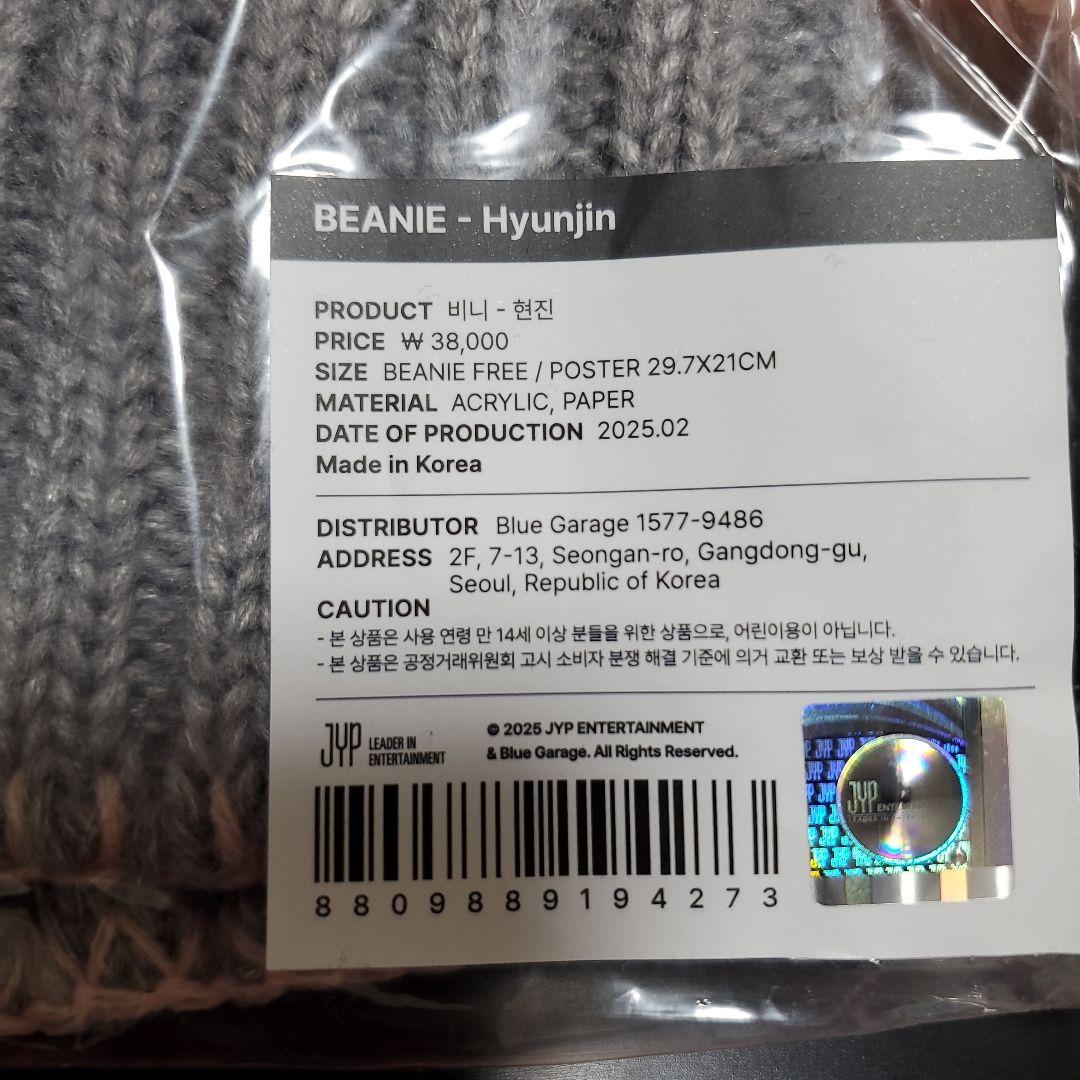 BEANIE - Hyunjin
PRODUCT 비니 - 현진
PRICE ₩ 38,000
SIZE BEANIE FREE / POSTER 29.7X21CM
MATERIAL ACRYLIC, PAPER
DATE OF PRODUCTION 2025.02
Made in Korea
DISTRIBUTOR Blue Garage 1577-9486
ADDRESS 2F, 7-13, Seongan-ro, Gangdong-gu,
Seoul, Republic of Korea
CAUTION
- 본 상품은 사용 연령 만 14세 이상 분들을 위한 상품으로, 어린이용이 아닙니다.
- 본 상품은 공정거래위원회 고시 소비자 분쟁 해결 기준에 의거 교환 또는 보상 받을 수 있습니다.
JYP LEADER IN
ENTERTAINMENT
© 2025 JYP ENTERTAINMENT
& Blue Garage. All Rights Reserved.
JYP
8809889194273